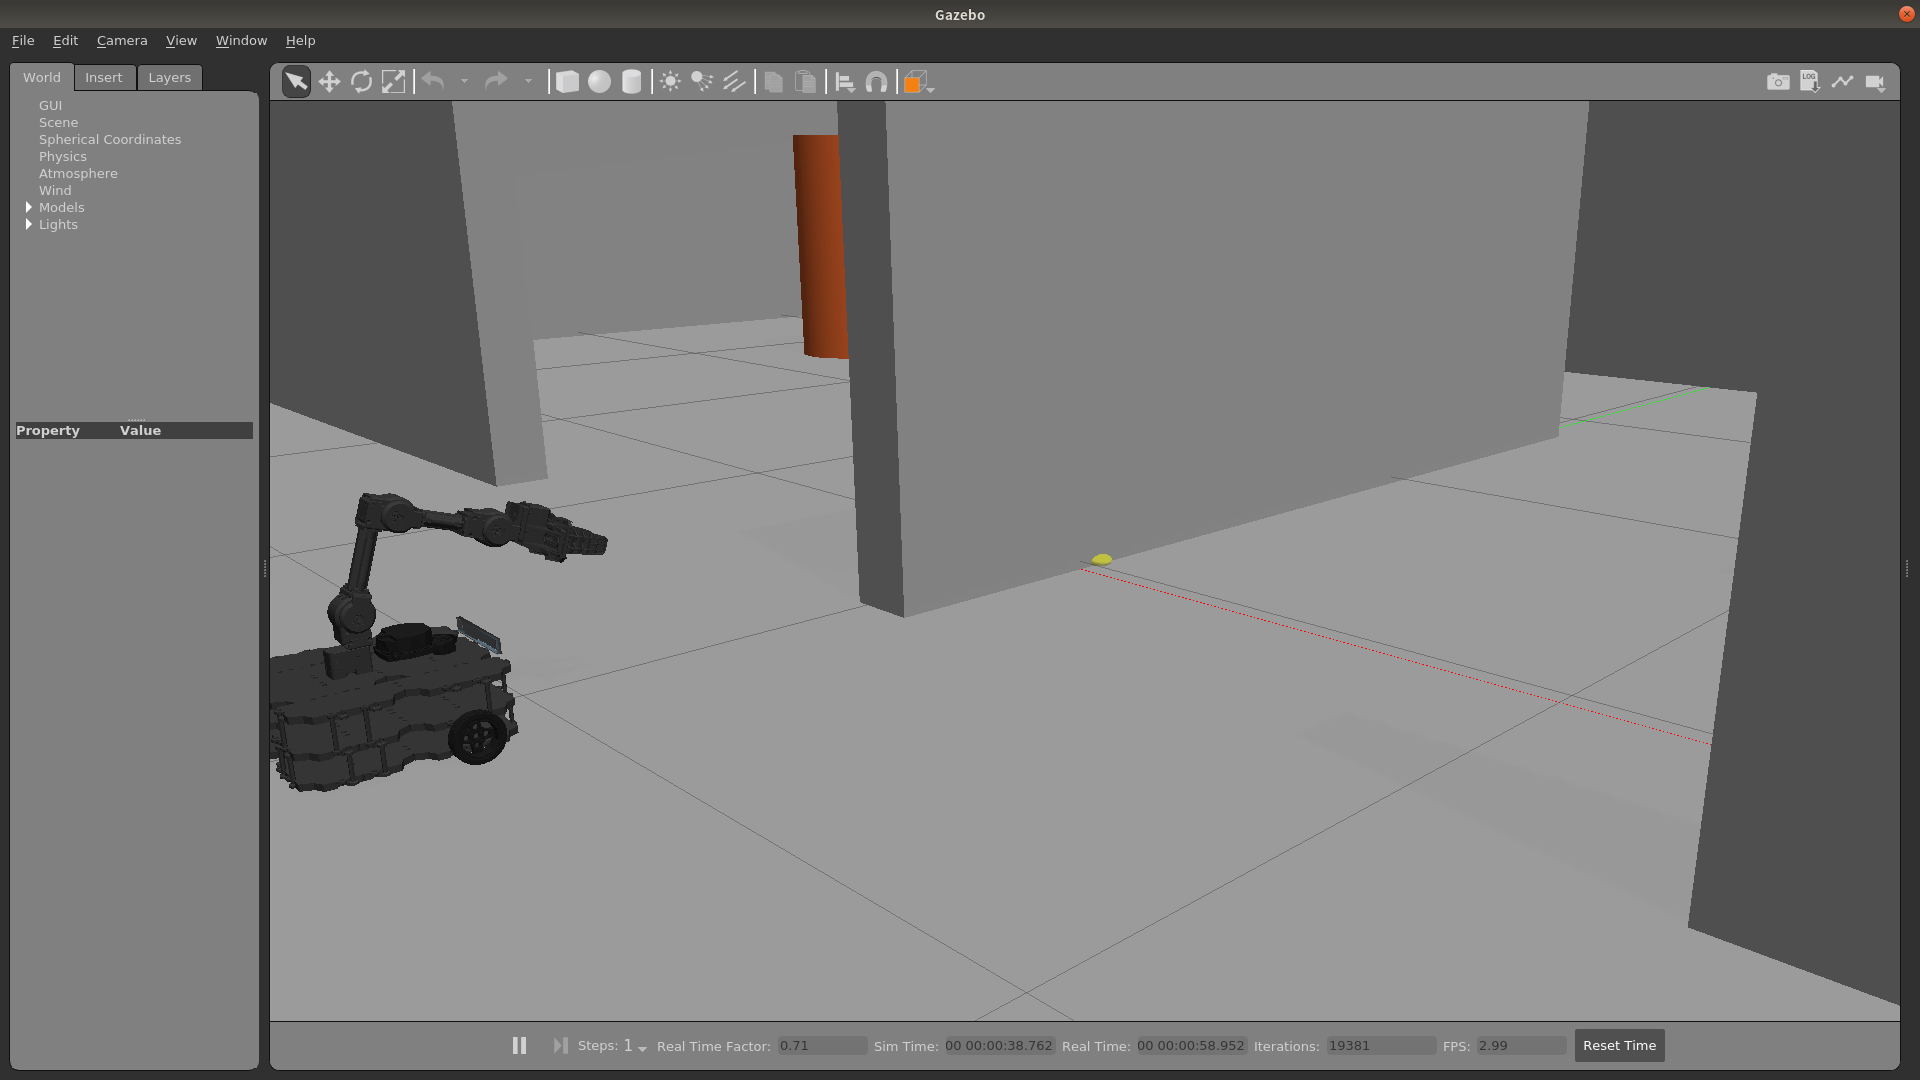 Gazebo
File Edit Camera View Window Help
World Insert Layers
LOG
GUI
Scene
Spherical Coordinates
Physics
Atmosphere
Wind
Models
Lights
Property Value
Steps: 1 Real Time Factor: 0.71 Sim Time: 00 00:00:38.762 Real Time: 00 00:00:58.952 Iterations: 19381 FPS: 2.99 Reset Time